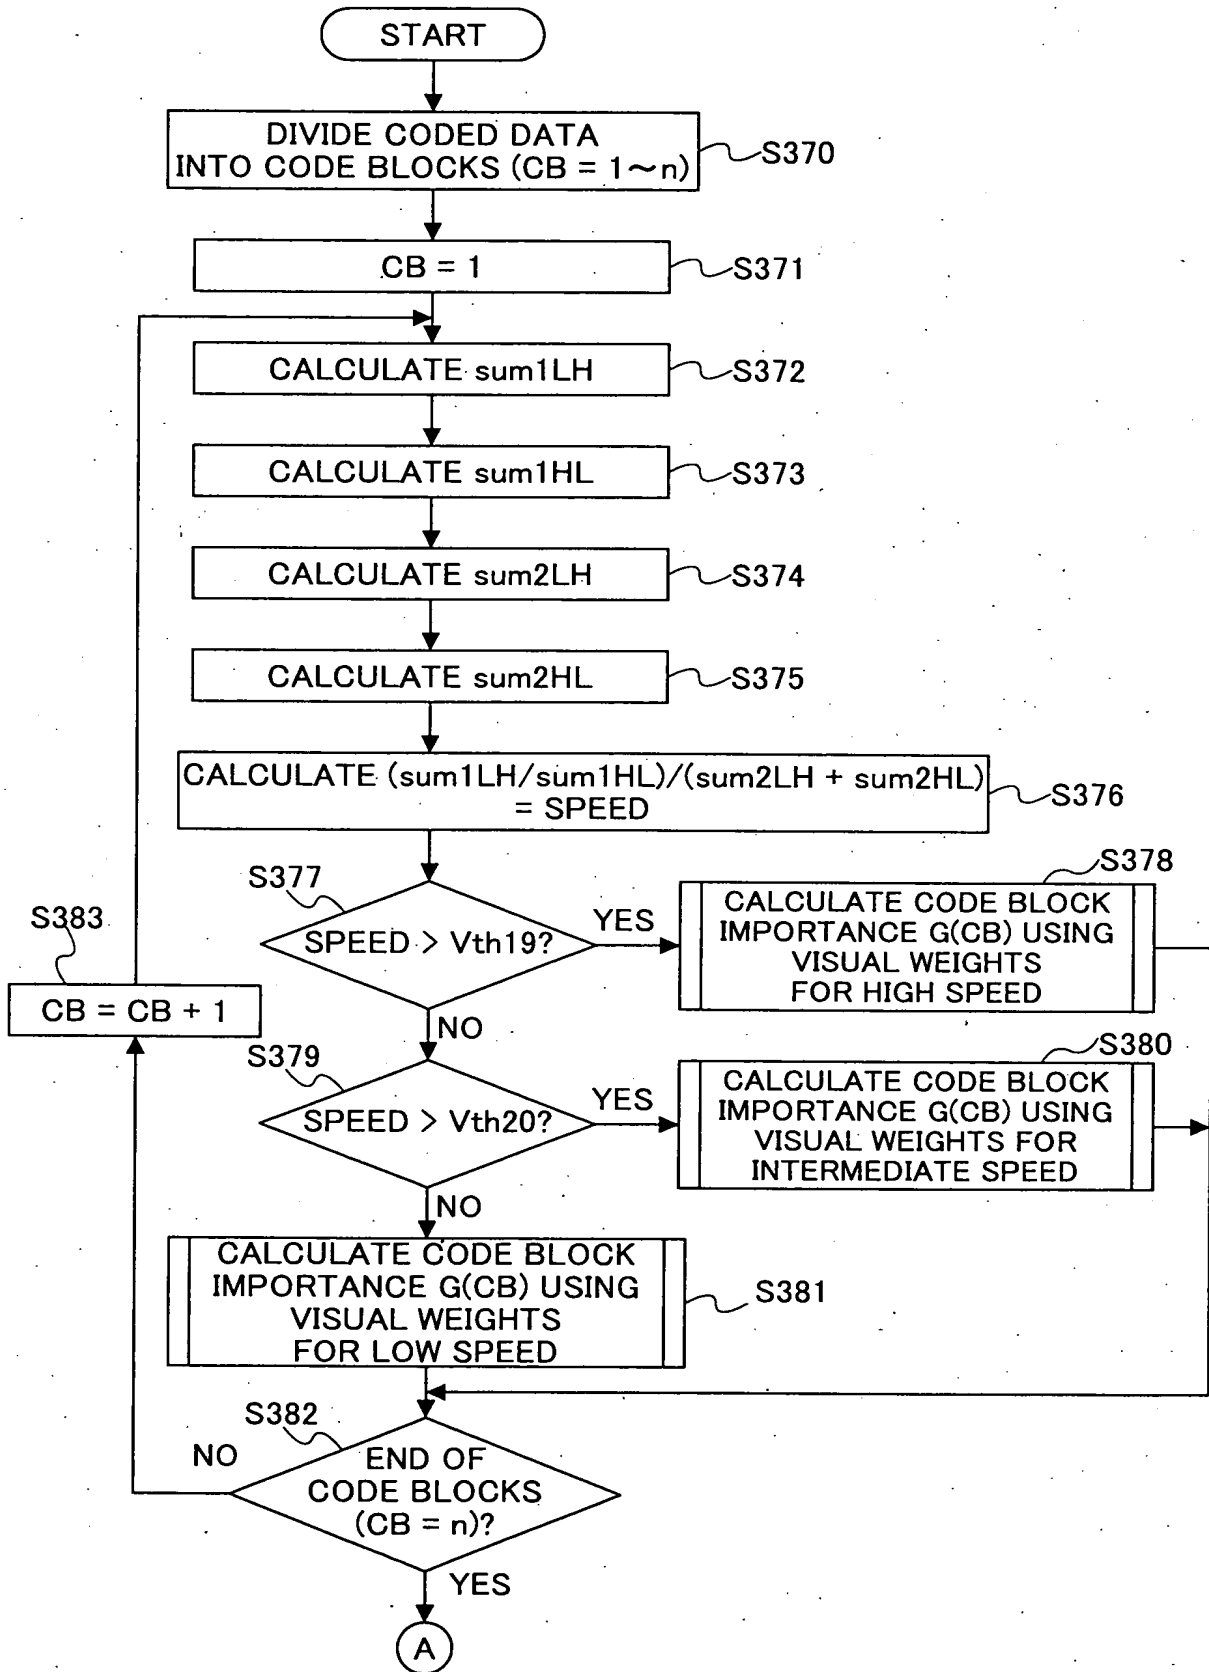 START
DIVIDE CODED DATA
INTO CODE BLOCKS (CB = 1～n)
S370
CB = 1
S371
CALCULATE sum1LH
S372
CALCULATE sum1HL
S373
CALCULATE sum2LH
S374
CALCULATE sum2HL
S375
CALCULATE (sum1LH/sum1HL)/(sum2LH + sum2HL)
= SPEED
S376
S377
SPEED > Vth19?
YES
NO
S378
CALCULATE CODE BLOCK
IMPORTANCE G(CB) USING
VISUAL WEIGHTS
FOR HIGH SPEED
S383
CB = CB + 1
S379
SPEED > Vth20?
YES
NO
S380
CALCULATE CODE BLOCK
IMPORTANCE G(CB) USING
VISUAL WEIGHTS FOR
INTERMEDIATE SPEED
CALCULATE CODE BLOCK
IMPORTANCE G(CB) USING
VISUAL WEIGHTS
FOR LOW SPEED
S381
S382
NO
END OF
CODE BLOCKS
(CB = n)?
YES
A